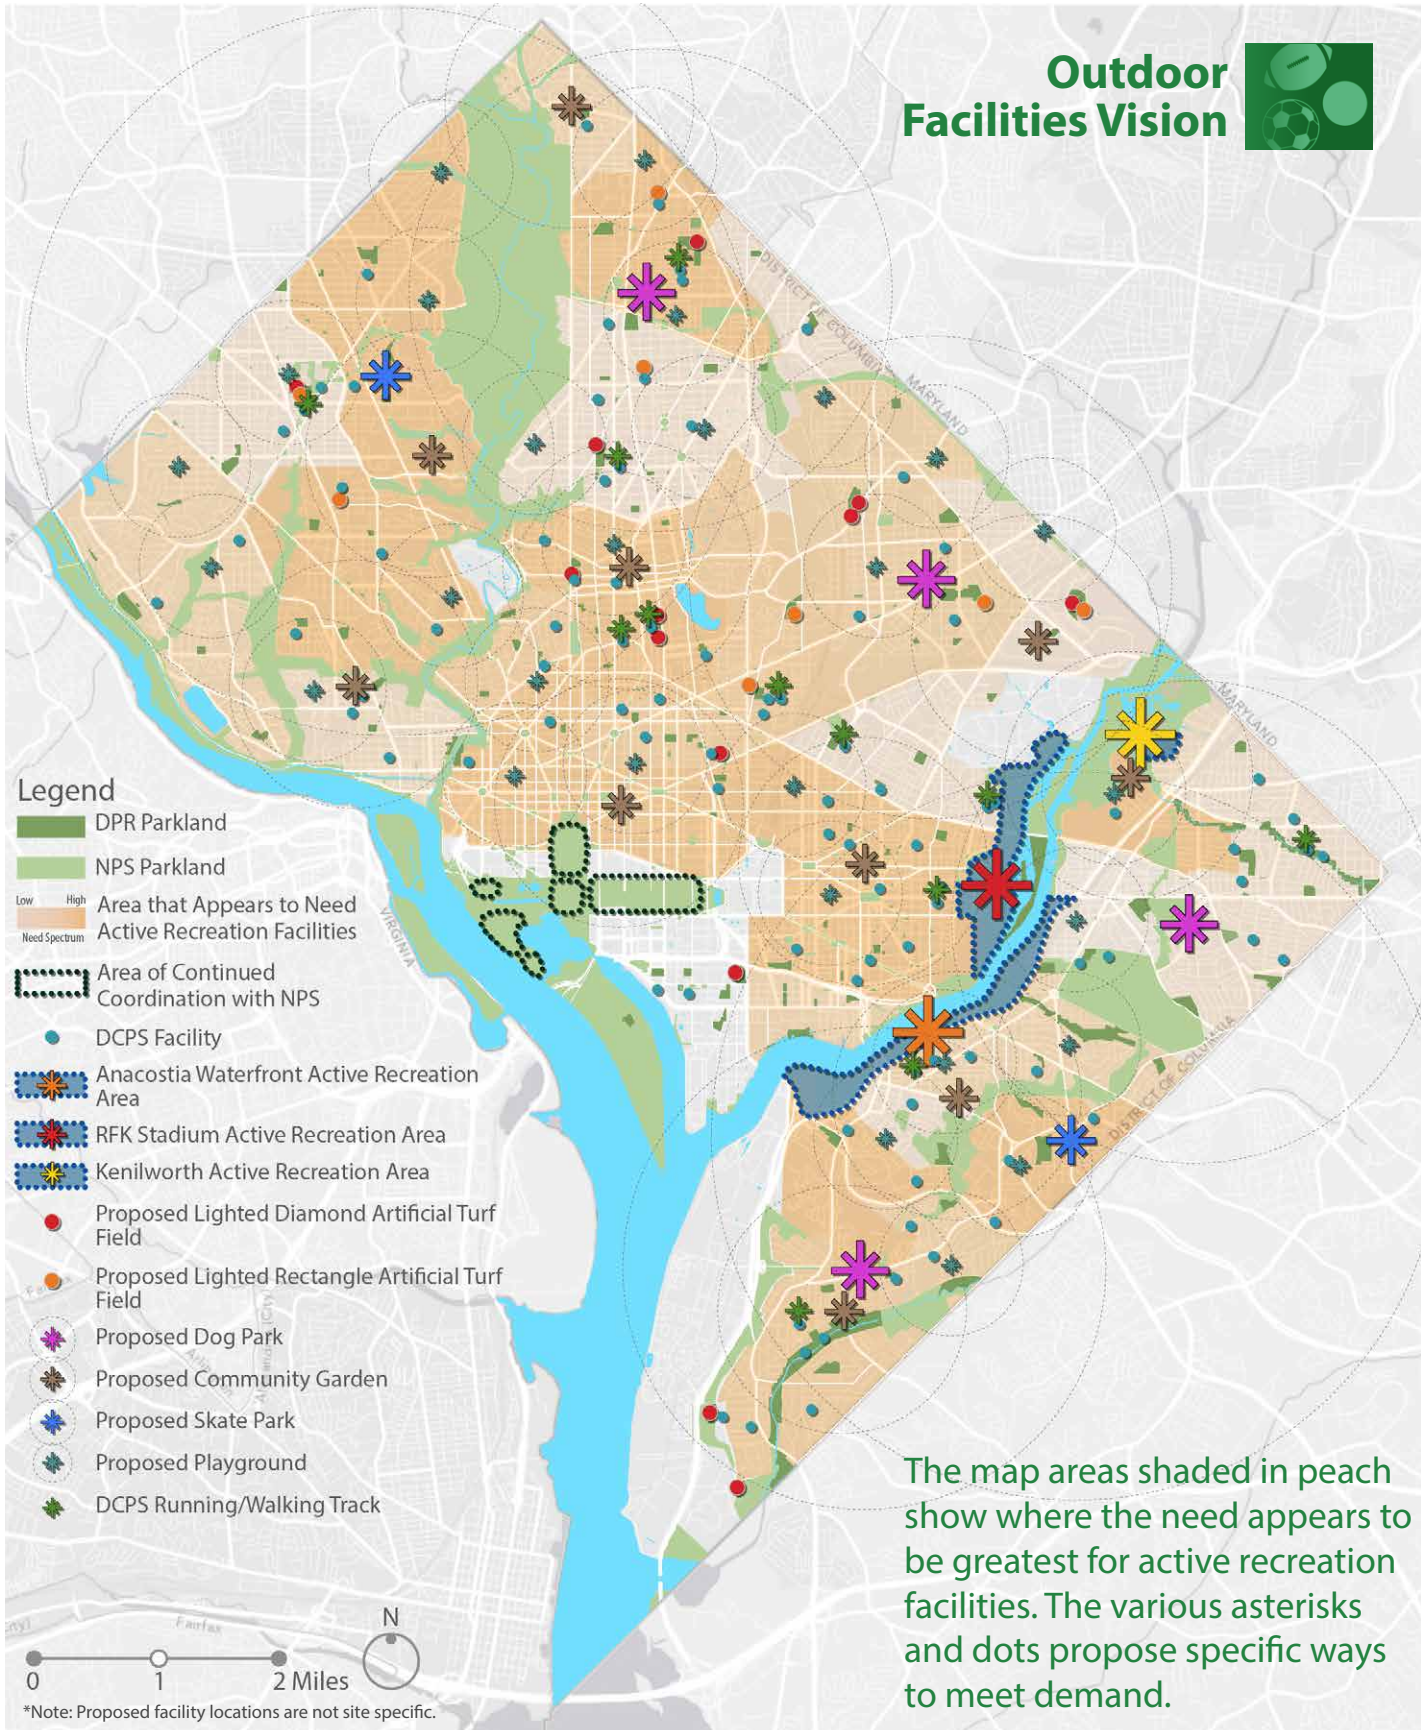 Outdoor
Facilities Vision
DISTRICT OF COLUMBIA
MARYLAND
MARYLAND
VIRGINIA
DISTRICT OF COLUMBIA
Legend
DPR Parkland
NPS Parkland
Low High
Need Spectrum
Area that Appears to Need
Active Recreation Facilities
Area of Continued
Coordination with NPS
DCPS Facility
Anacostia Waterfront Active Recreation
Area
RFK Stadium Active Recreation Area
Kenilworth Active Recreation Area
Proposed Lighted Diamond Artificial Turf
Field
Proposed Lighted Rectangle Artificial Turf
Field
Proposed Dog Park
Proposed Community Garden
Proposed Skate Park
Proposed Playground
DCPS Running/Walking Track
Fairfax
N
0 1 2 Miles
*Note: Proposed facility locations are not site specific.
The map areas shaded in peach
show where the need appears to
be greatest for active recreation
facilities. The various asterisks
and dots propose specific ways
to meet demand.